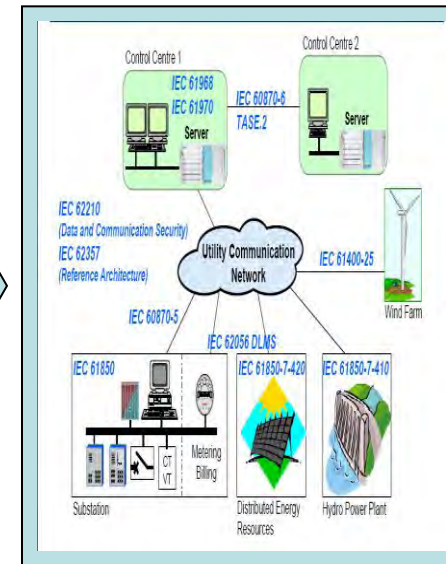 Control Centre 1
Control Centre 2
IEC 61968
IEC 61970
Server
IEC 60870-6
TASE.2
Server
IEC 62210
(Data and Communication Security)
IEC 62357
(Reference Architecture)
Utility Communication
Network
IEC 61400-25
Wind Farm
IEC 60870-5
IEC 62056 DLMS
IEC 61850
IEC 61850-7-420
IEC 61850-7-410
CT
VT
Metering
Billing
Substation
Distributed Energy
Resources
Hydro Power Plant